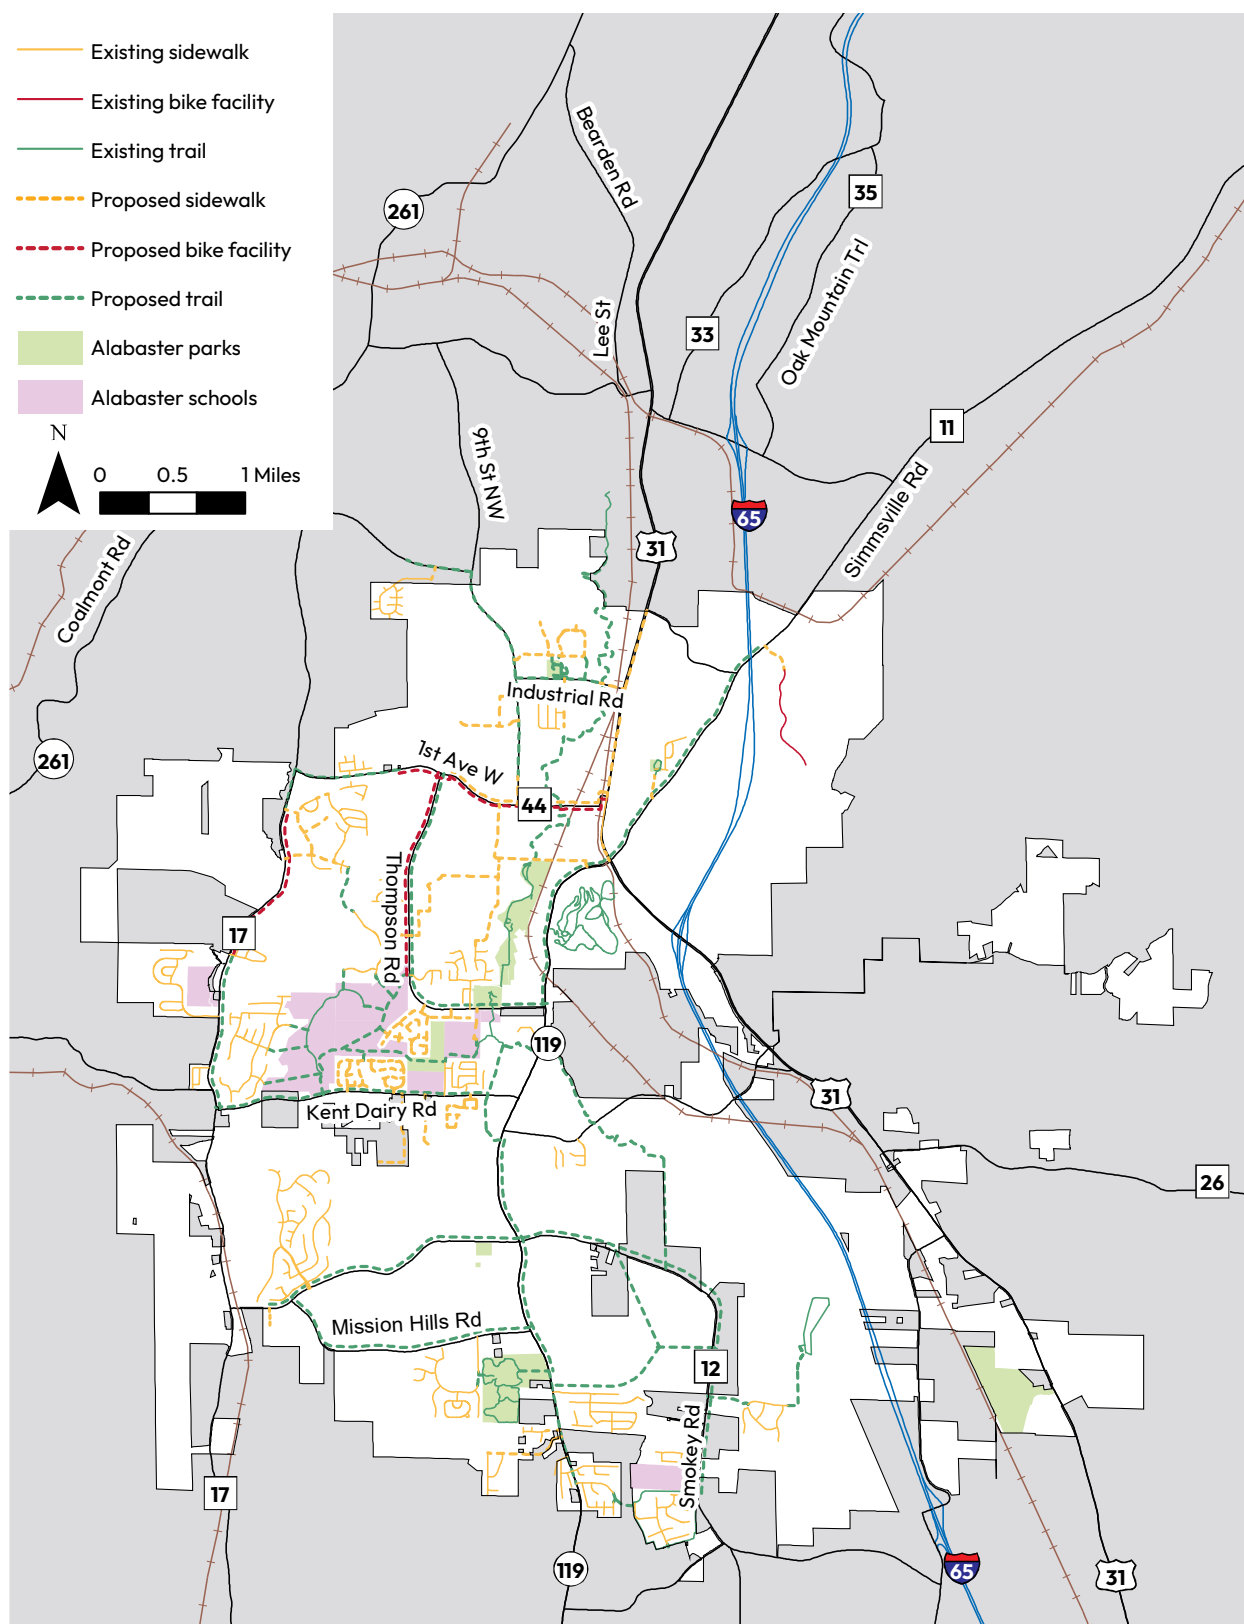 Existing sidewalk
Existing bike facility
Existing trail
Proposed sidewalk
Proposed bike facility
Proposed trail
Alabaster parks
Alabaster schools
N
0 0.5 1 Miles
Bearden Rd
261
35
Oak Mountain Trl
Lee St
33
11
9th St NW
65
Simmsville Rd
31
Coalmont Rd
Industrial Rd
261
1st Ave W
44
Thompson Rd
17
119
31
Kent Dairy Rd
26
Mission Hills Rd
12
Smokey Rd
17
119
65
31